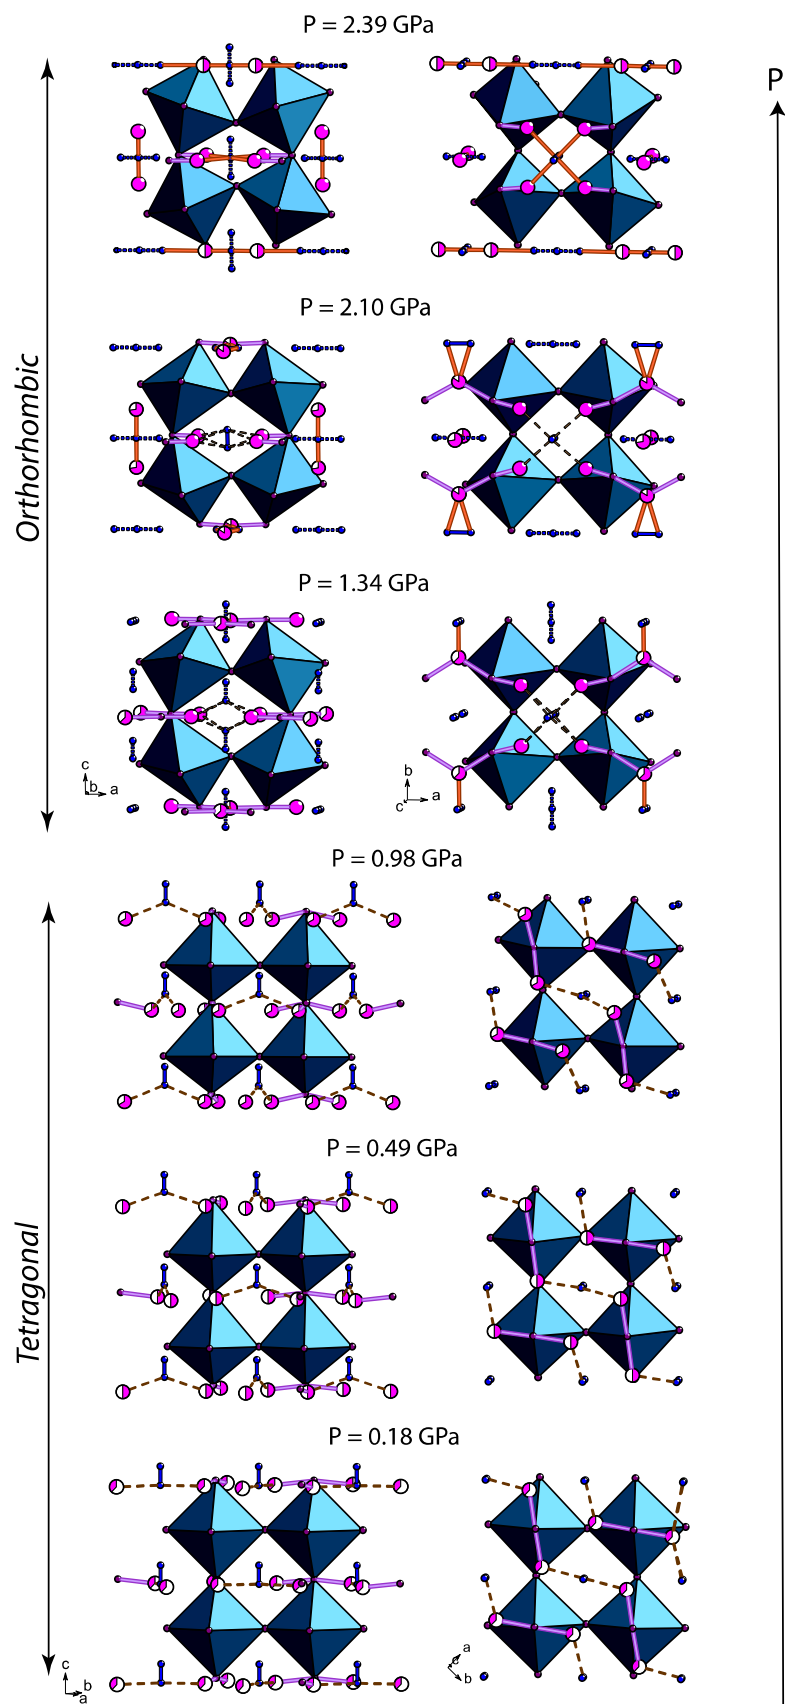 P = 2.39 GPa
P
P = 2.10 GPa
Orthorhombic
P = 1.34 GPa
c
b
a
b
c
a
P = 0.98 GPa
P = 0.49 GPa
Tetragonal
P = 0.18 GPa
c
b
a
a
c
b